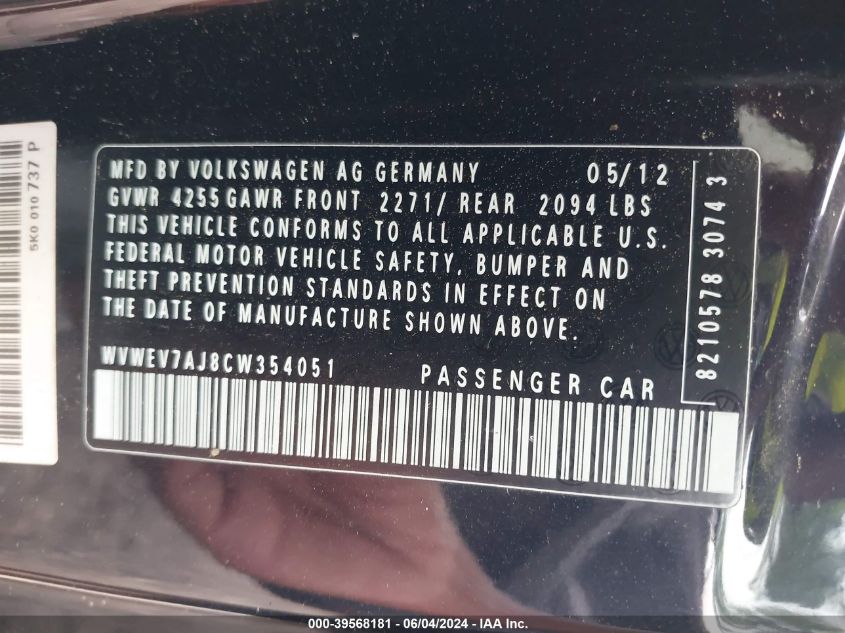 5K0 010 737 P
MFD BY VOLKSWAGEN AG GERMANY 05/12
GVWR 4255 GAWR FRONT 2271/ REAR 2094 LBS
THIS VEHICLE CONFORMS TO ALL APPLICABLE U.S.
FEDERAL MOTOR VEHICLE SAFETY, BUMPER AND
THEFT PREVENTION STANDARDS IN EFFECT ON
THE DATE OF MANUFACTURE SHOWN ABOVE.
WVWEV7AJ8CW354051 PASSENGER CAR
8210578 3074 3
000-39568181 - 06/04/2024 - IAA Inc.